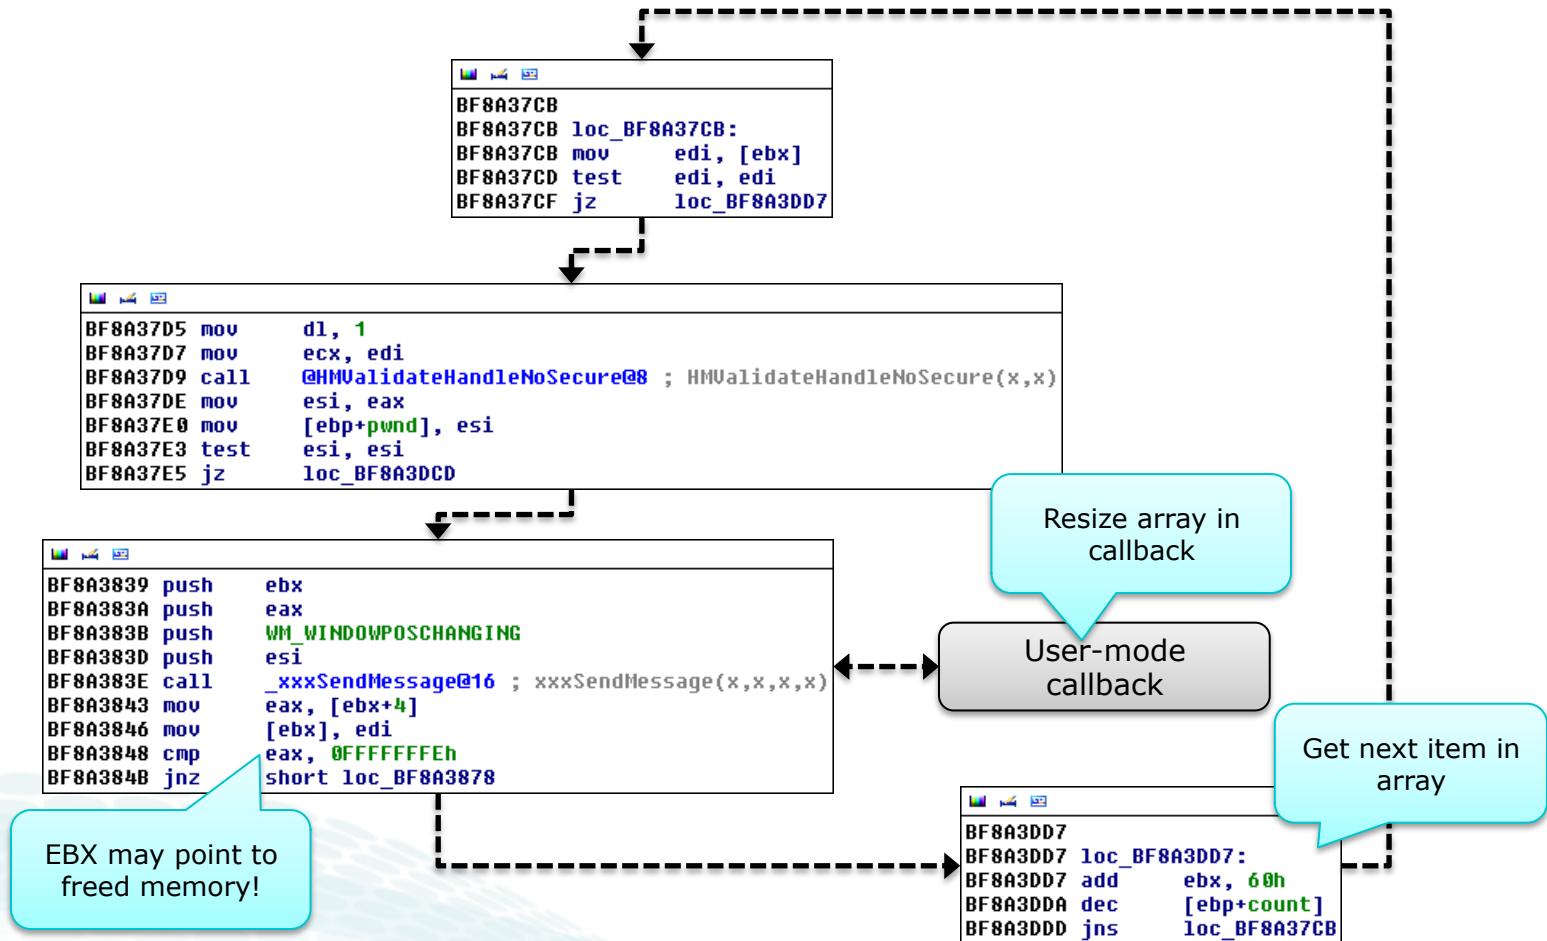 BF8A37CB
BF8A37CB loc_BF8A37CB:
BF8A37CB mov edi, [ebx]
BF8A37CD test edi, edi
BF8A37CF jz loc_BF8A3DD7
BF8A37D5 mov dl, 1
BF8A37D7 mov ecx, edi
BF8A37D9 call @HMValidateHandleNoSecure@8 ; HMValidateHandleNoSecure(x,x)
BF8A37DE mov esi, eax
BF8A37E0 mov [ebp+pwnd], esi
BF8A37E3 test esi, esi
BF8A37E5 jz loc_BF8A3DCD
Resize array in
callback
BF8A3839 push ebx
BF8A383A push eax
BF8A383B push WM_WINDOWPOSCHANGING
BF8A383D push esi
BF8A383E call _xxxSendMessage@16 ; xxxSendMessage(x,x,x,x)
BF8A3843 mov eax, [ebx+4]
BF8A3846 mov [ebx], edi
BF8A3848 cmp eax, 0FFFFFFFEh
BF8A384B jnz short loc_BF8A3878
User-mode
callback
Get next item in
array
EBX may point to
freed memory!
BF8A3DD7
BF8A3DD7 loc_BF8A3DD7:
BF8A3DD7 add ebx, 60h
BF8A3DDA dec [ebp+count]
BF8A3DDD jns loc_BF8A37CB